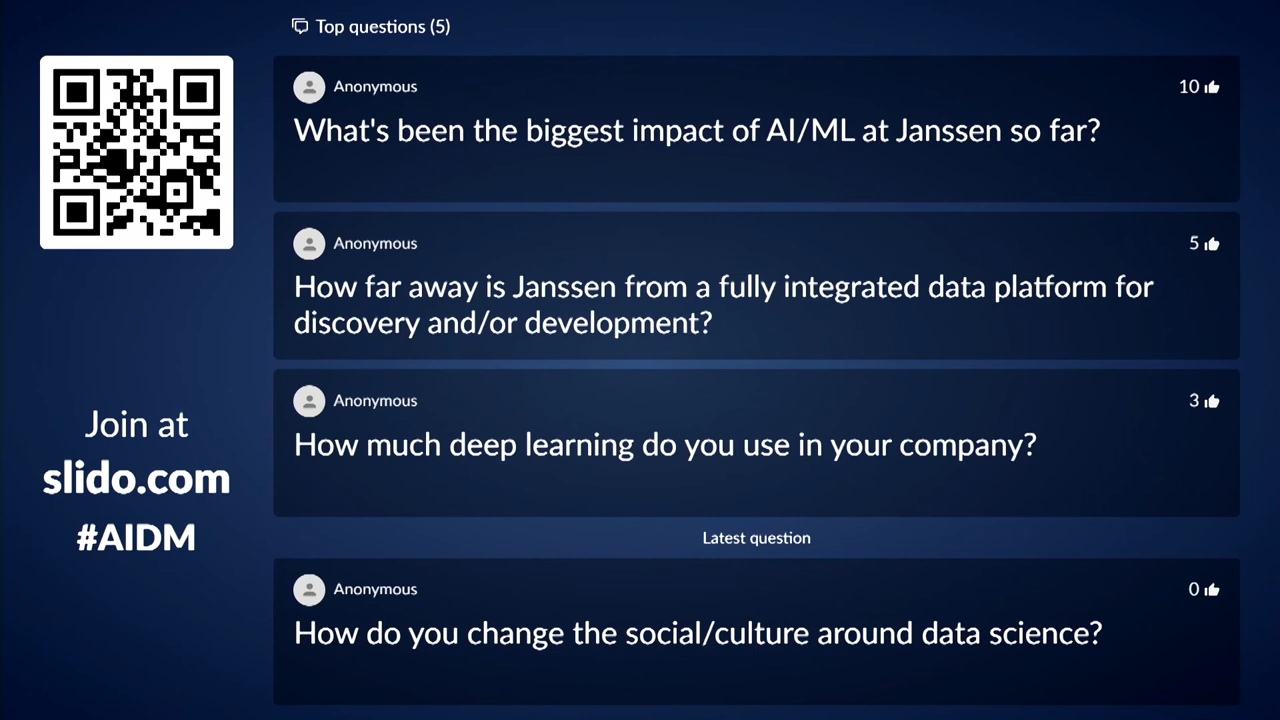 Top questions (5)
Anonymous
10
What's been the biggest impact of AI/ML at Janssen so far?
Anonymous
5
How far away is Janssen from a fully integrated data platform for
discovery and/or development?
Anonymous
3
How much deep learning do you use in your company?
Latest question
Anonymous
0
How do you change the social/culture around data science?
Join at
slido.com
#AIDM